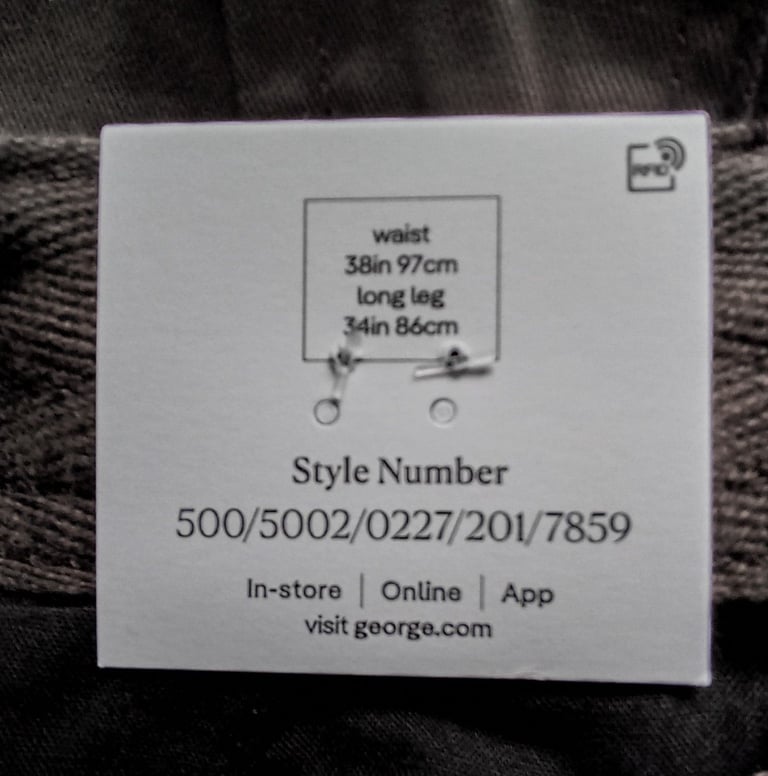 RFID
waist
38in 97cm
long leg
34in 86cm
Style Number
500/5002/0227/201/7859
In-store | Online | App
visit george.com